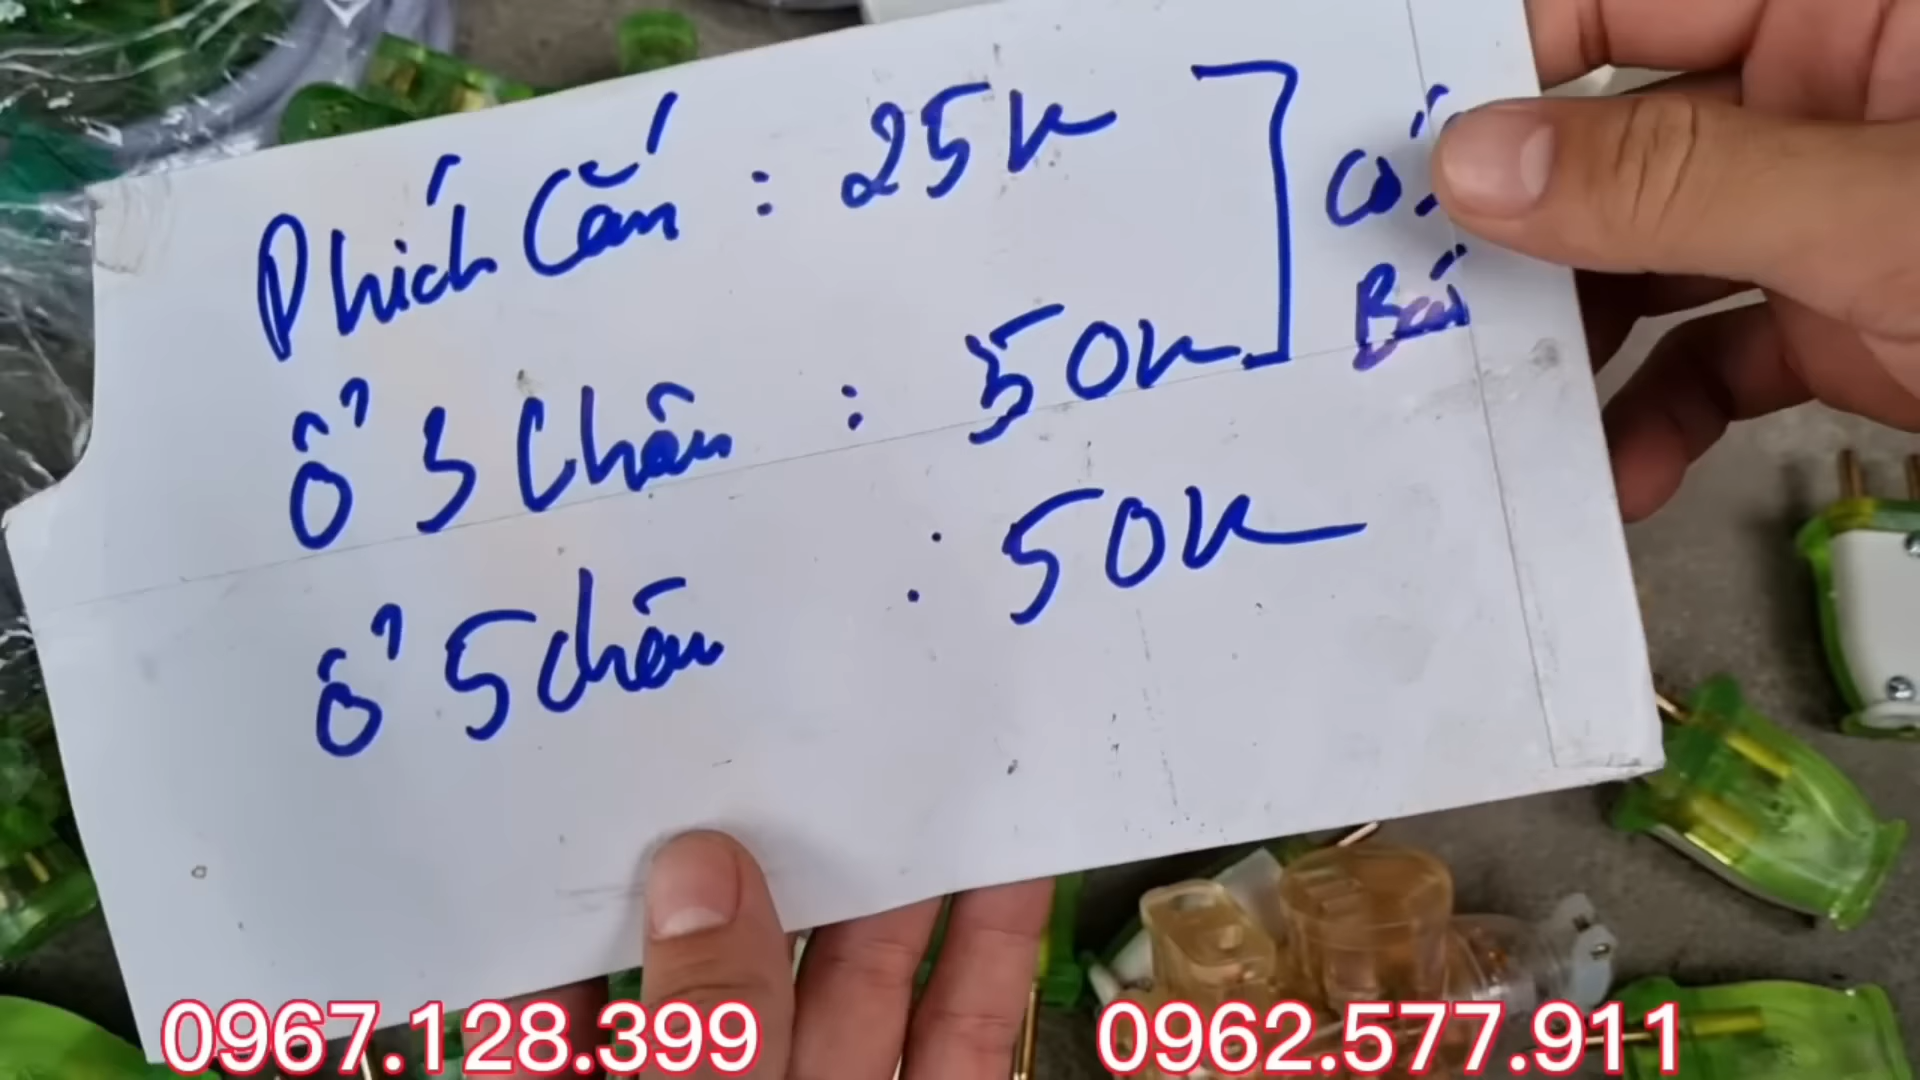 Phích Cắm : 25k
ổ 3 Chân : 50k
ổ 5 chân : 50k
0967.128.399
0962.577.911